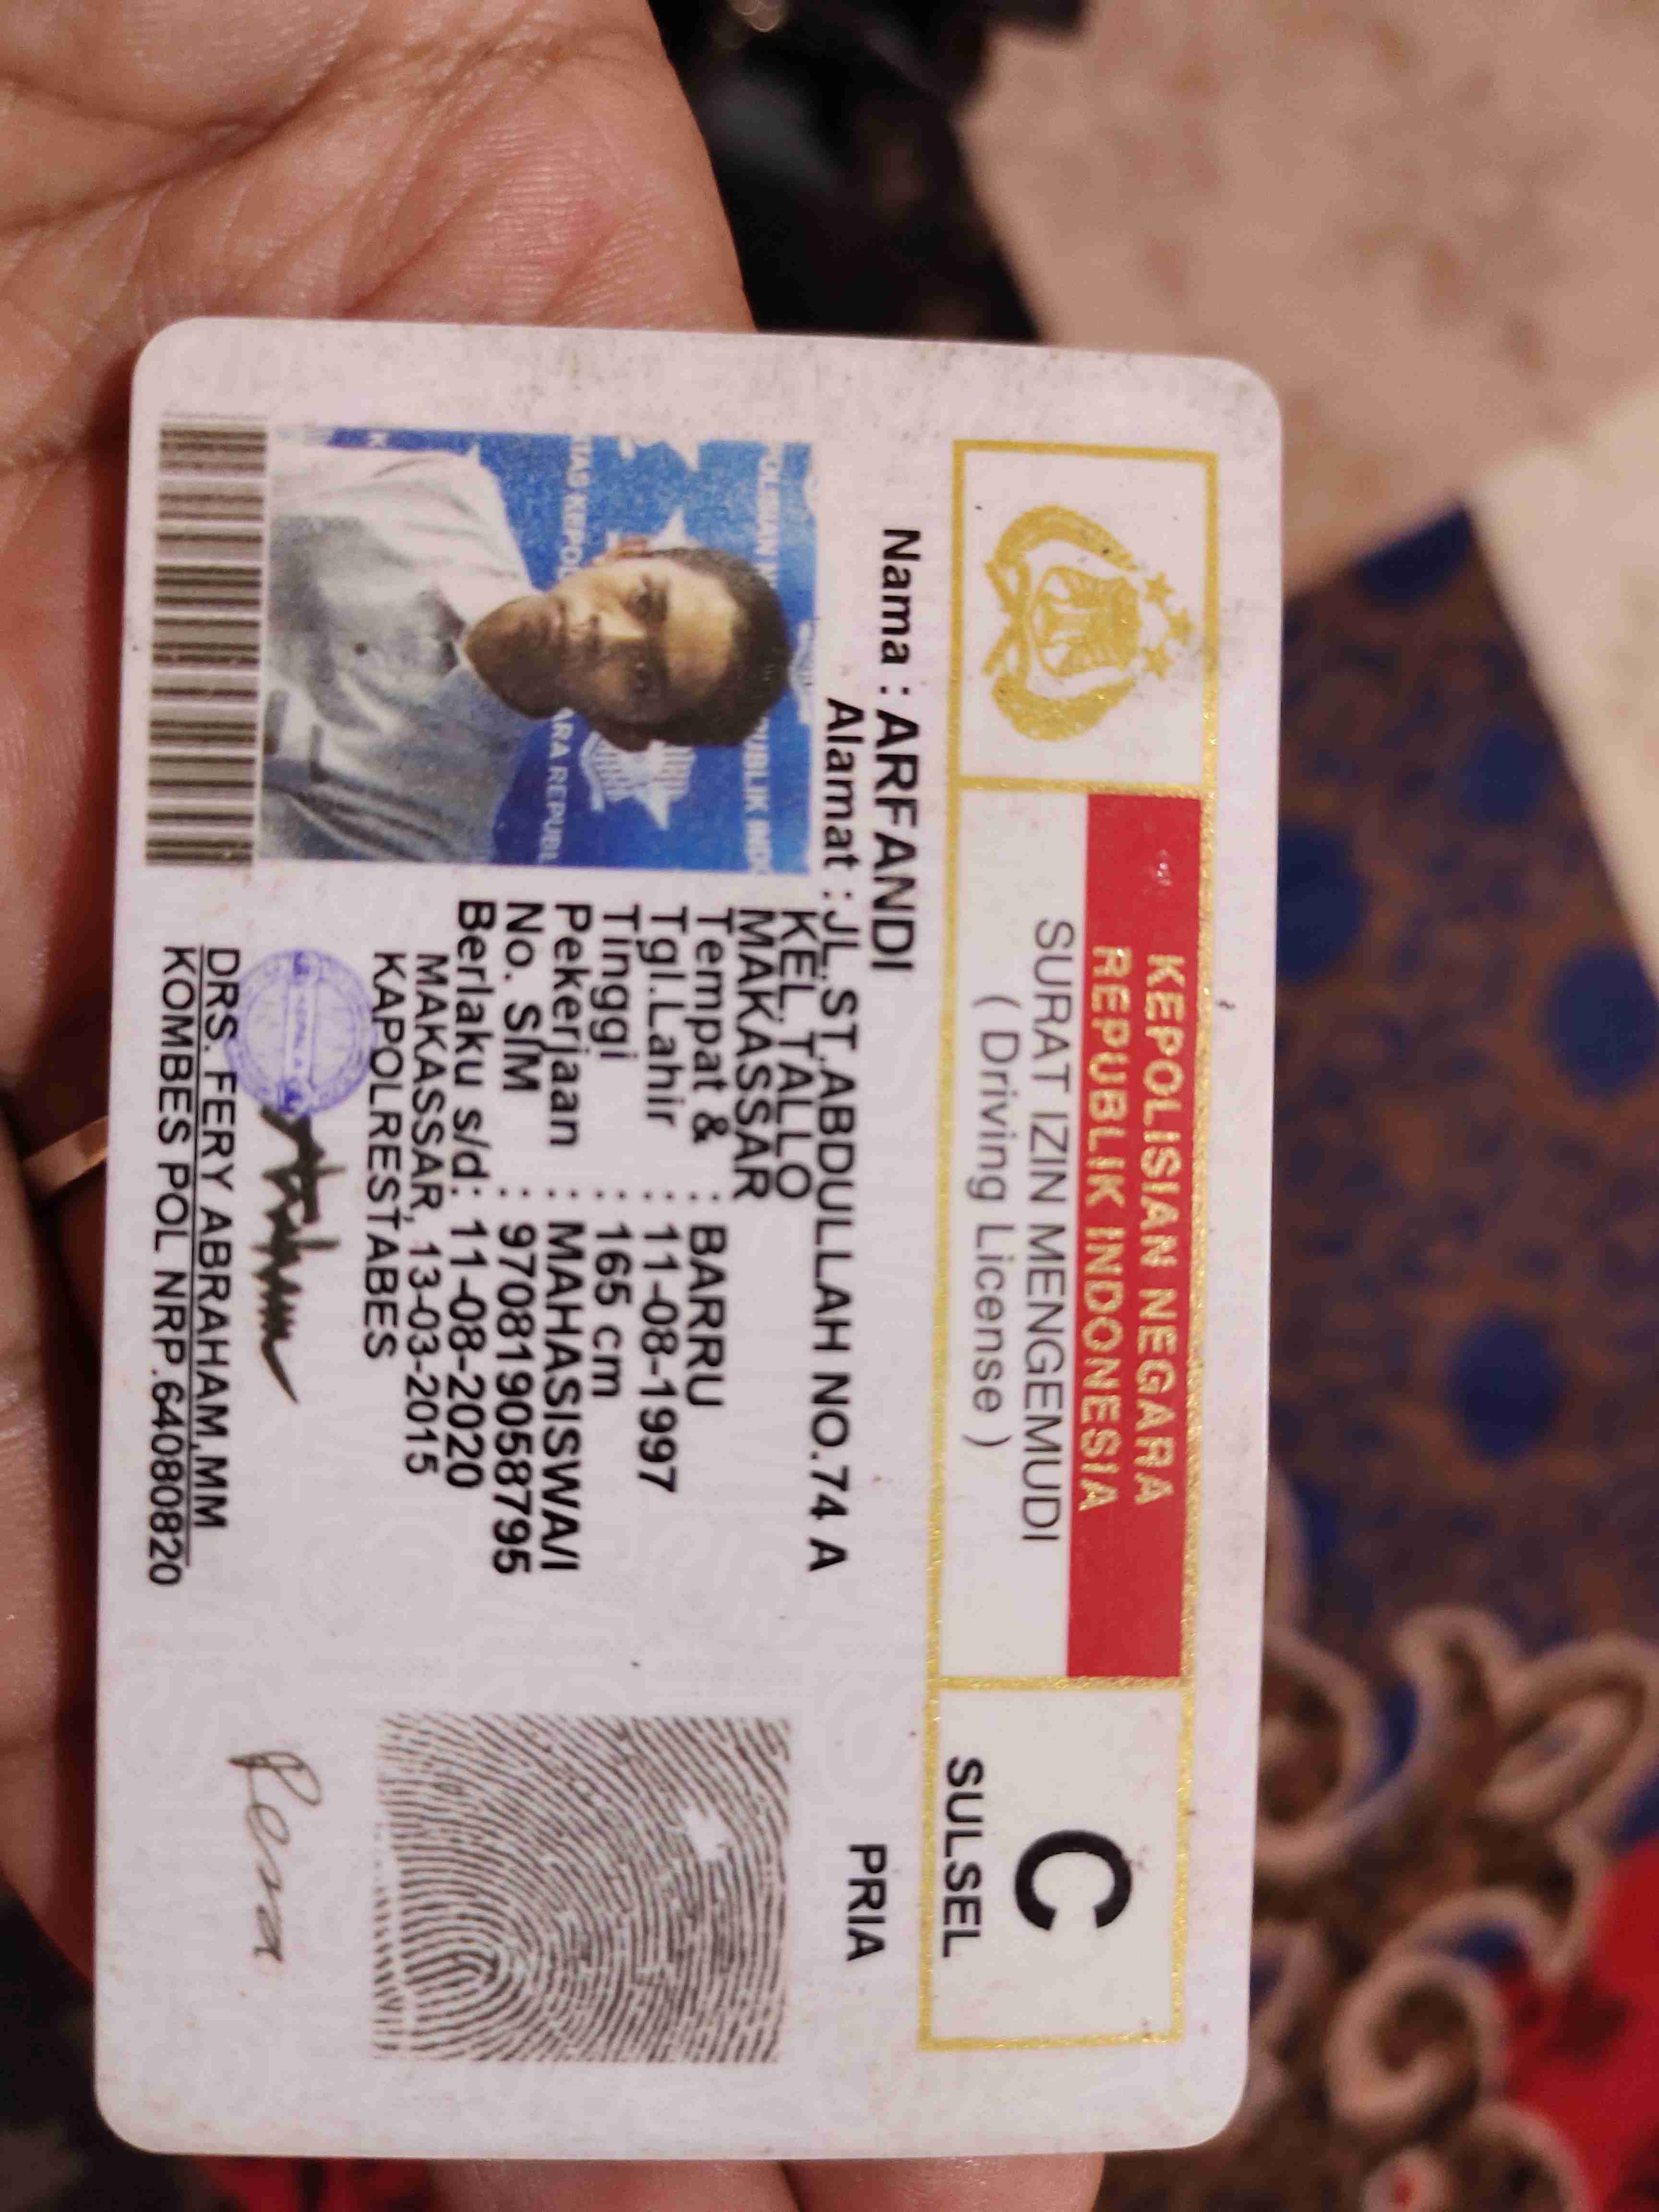 KEPOLISIAN NEGARA
REPUBLIK INDONESIA
SURAT IZIN MENGEMUDI
( Driving License )
C
SULSEL
Nama : ARFANDI
PRIA
Alamat : JL.ST.ABDULLAH NO.74 A
KEL.TALLO
MAKASSAR
Tempat & : BARRU
Tgl.Lahir : 11-08-1997
Tinggi : 165 cm
Pekerjaan : MAHASISWA/I
No. SIM : 970819058795
Berlaku s/d: 11-08-2020
MAKASSAR, 13-03-2015
KAPOLRESTABES
DRS. FERY ABRAHAM,MM
KOMBES POL NRP.64080820